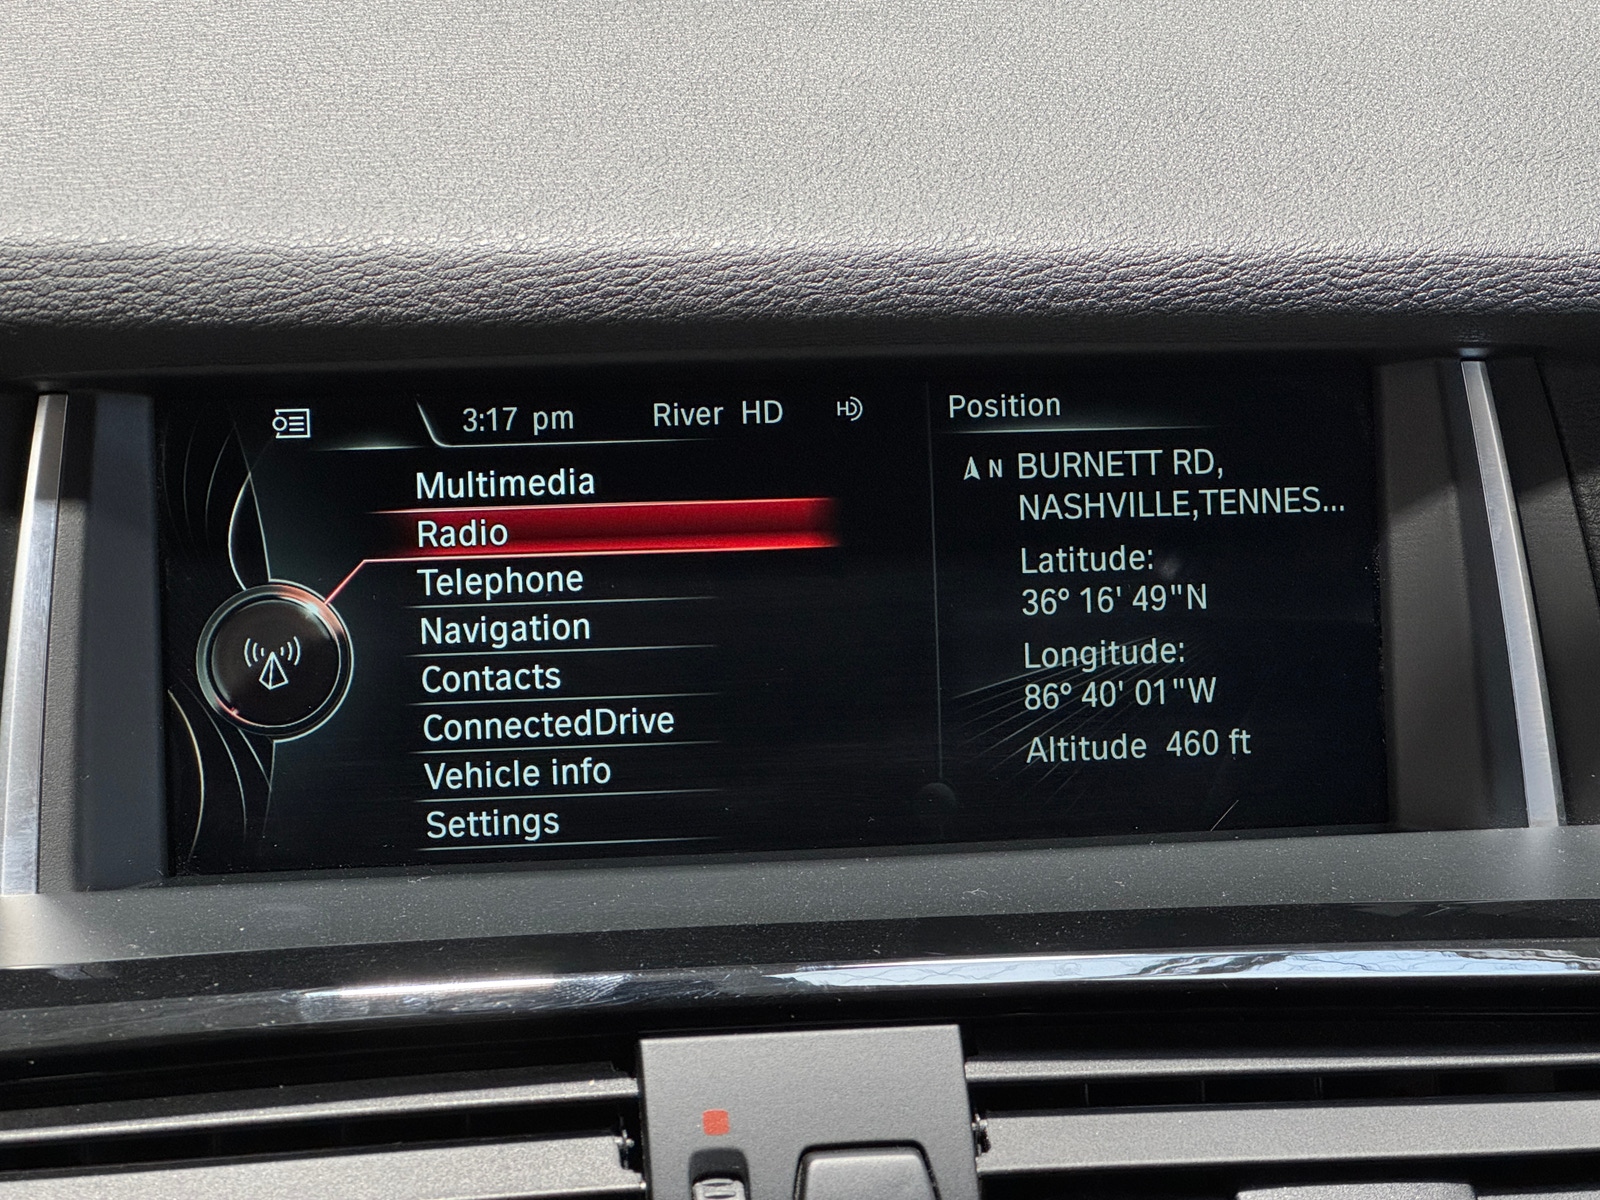 3:17 pm River HD HD
Multimedia
Radio
Telephone
Navigation
Contacts
ConnectedDrive
Vehicle info
Settings
Position
N BURNETT RD,
NASHVILLE,TENNES...
Latitude:
36° 16' 49"N
Longitude:
86° 40' 01"W
Altitude 460 ft